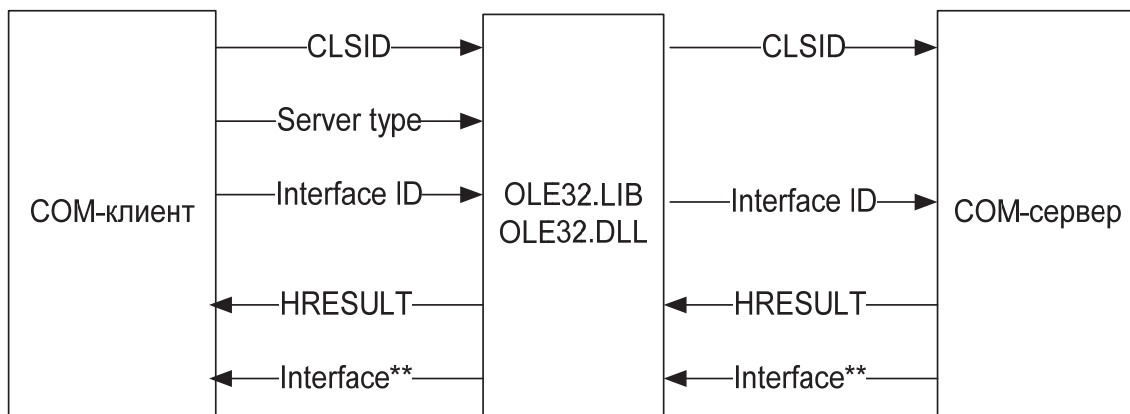 CLSID
CLSID
Server type
Interface ID
Interface ID
COM-клиент
OLE32.LIB
OLE32.DLL
COM-сервер
HRESULT
HRESULT
Interface**
Interface**